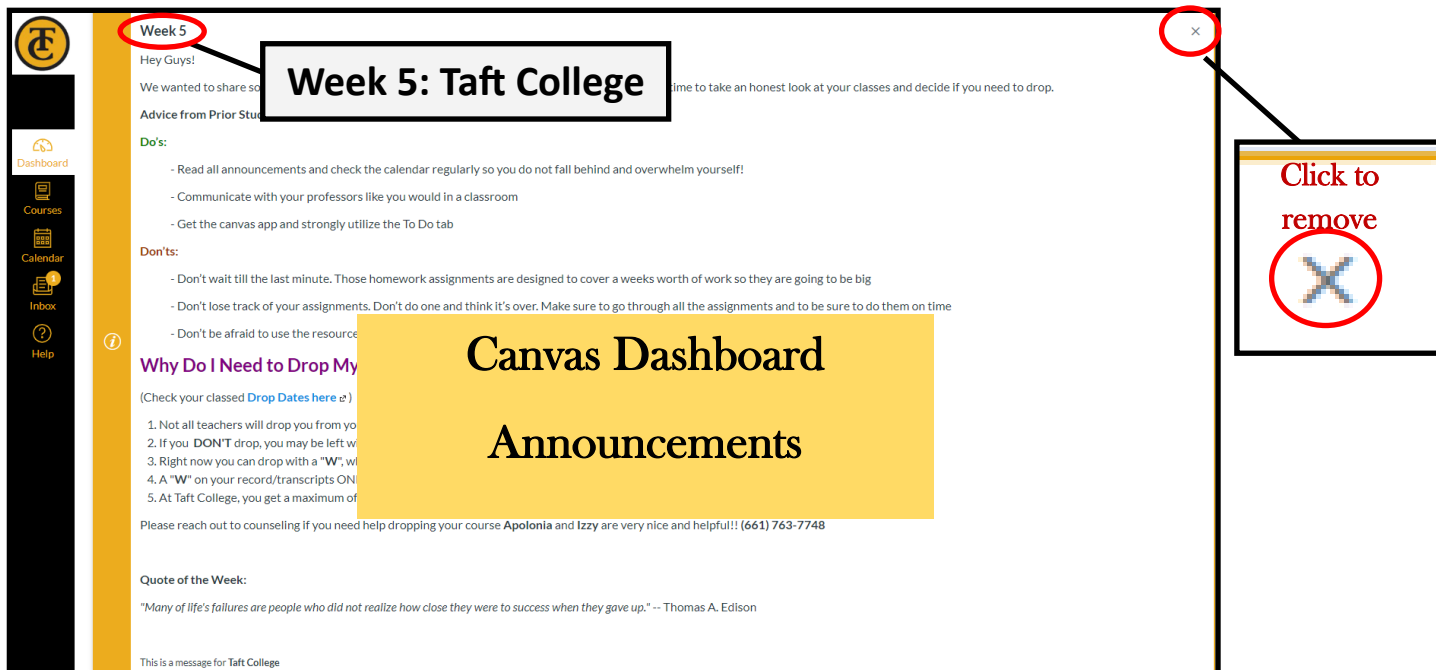 TC
Week 5
Hey Guys!
Week 5: Taft College
We wanted to share so
time to take an honest look at your classes and decide if you need to drop.
Advice from Prior Stu
Do's:
- Read all announcements and check the calendar regularly so you do not fall behind and overwhelm yourself!
- Communicate with your professors like you would in a classroom
- Get the canvas app and strongly utilize the To Do tab
Don'ts:
- Don't wait till the last minute. Those homework assignments are designed to cover a weeks worth of work so they are going to be big
- Don't lose track of your assignments. Don't do one and think it's over. Make sure to go through all the assignments and to be sure to do them on time
- Don't be afraid to use the resource
Why Do I Need to Drop My
(Check your classed Drop Dates here )
1. Not all teachers will drop you from yo
2. If you DON'T drop, you may be left w
3. Right now you can drop with a "W", w
4. A "W" on your record/transcripts ON
5. At Taft College, you get a maximum of
Please reach out to counseling if you need help dropping your course Apolonia and Izzy are very nice and helpful!! (661) 763-7748
Quote of the Week:
"Many of life's failures are people who did not realize how close they were to success when they gave up." -- Thomas A. Edison
This is a message for Taft College
Canvas Dashboard
Announcements
Dashboard
Courses
Calendar
1
Inbox
Help
Click to
remove